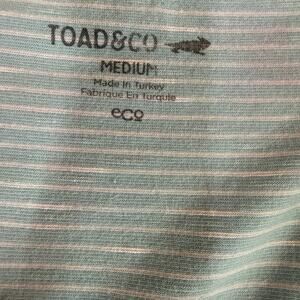 TOAD&CO
MEDIUM
Made In Turkey
Fabriqué En Turquie
eco